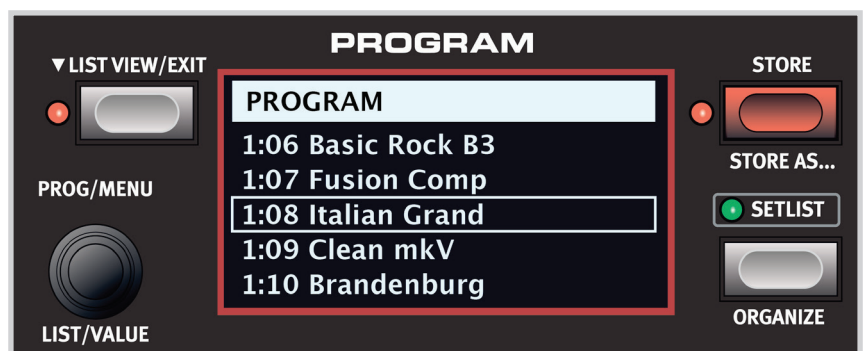 PROGRAM
▼LIST VIEW/EXIT
STORE
PROGRAM
1:06 Basic Rock B3
1:07 Fusion Comp
1:08 Italian Grand
1:09 Clean mkV
1:10 Brandenburg
STORE AS...
PROG/MENU
SETLIST
LIST/VALUE
ORGANIZE